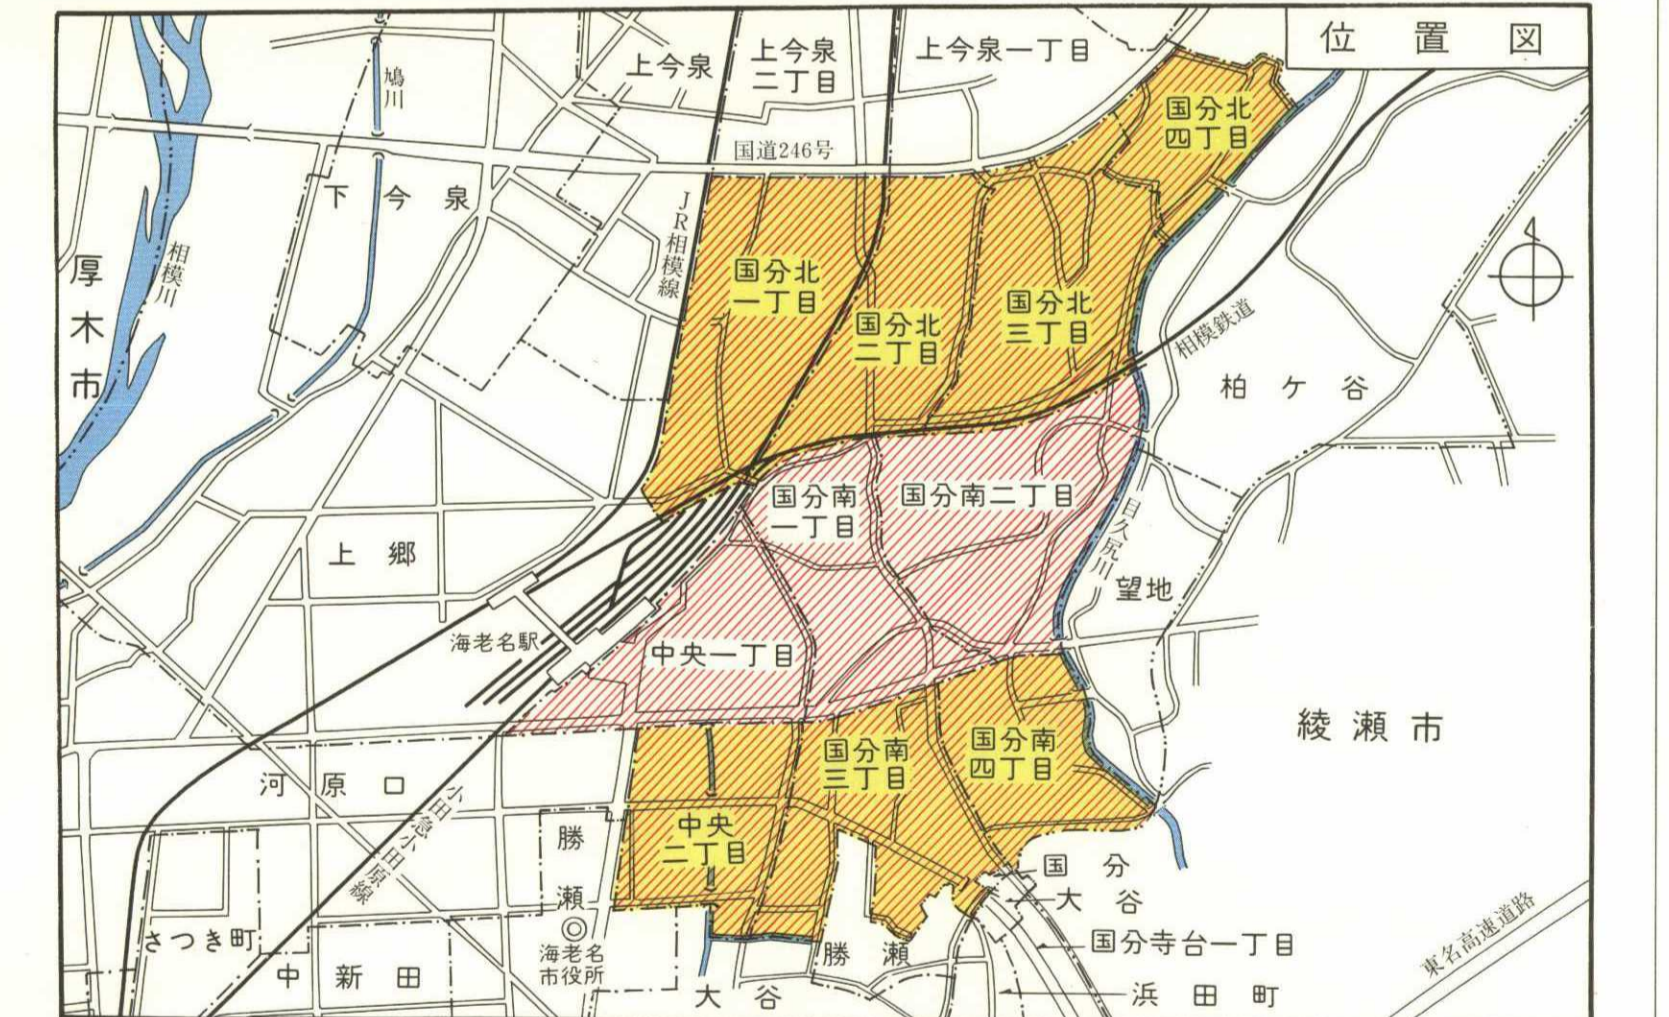 位置図
上今泉
上今泉
二丁目
上今泉一丁目
鳩川
国分北
四丁目
国道246号
下今泉
JR相模線
相模川
厚木市
国分北
一丁目
国分北
二丁目
国分北
三丁目
相模鉄道
柏ケ谷
国分南
一丁目
国分南二丁目
目久尻川
上郷
望地
海老名駅
中央一丁目
綾瀬市
国分南
三丁目
国分南
四丁目
河原口
小田急小田原線
中央
二丁目
勝瀬
国分
大谷
さつき町
海老名
市役所
勝瀬
国分寺台一丁目
東名高速道路
中新田
大谷
浜田町